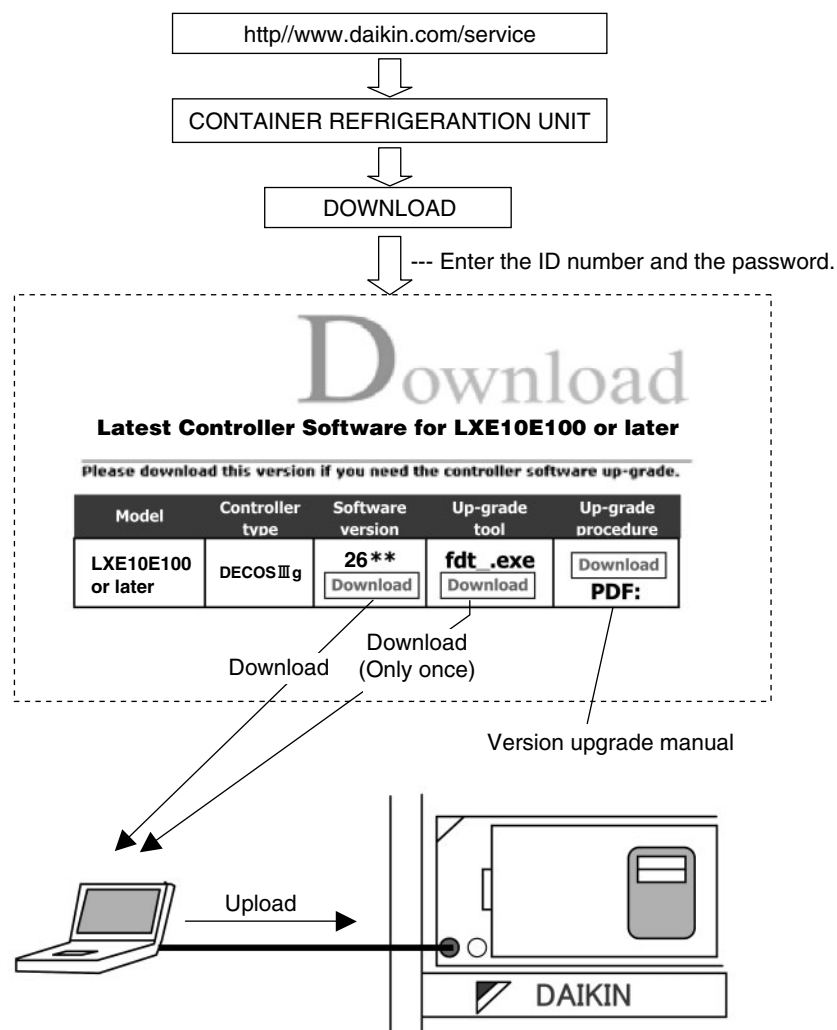 http//www.daikin.com/service
CONTAINER REFRIGERANTION UNIT
DOWNLOAD
--- Enter the ID number and the password.
Download
Latest Controller Software for LXE10E100 or later
Please download this version if you need the controller software up-grade.
Model Controller type Software version Up-grade tool Up-grade procedure
LXE10E100 or later DECOSⅢg 26** Download fdt_.exe Download Download PDF:
Download
Download
(Only once)
Version upgrade manual
Upload
DAIKIN